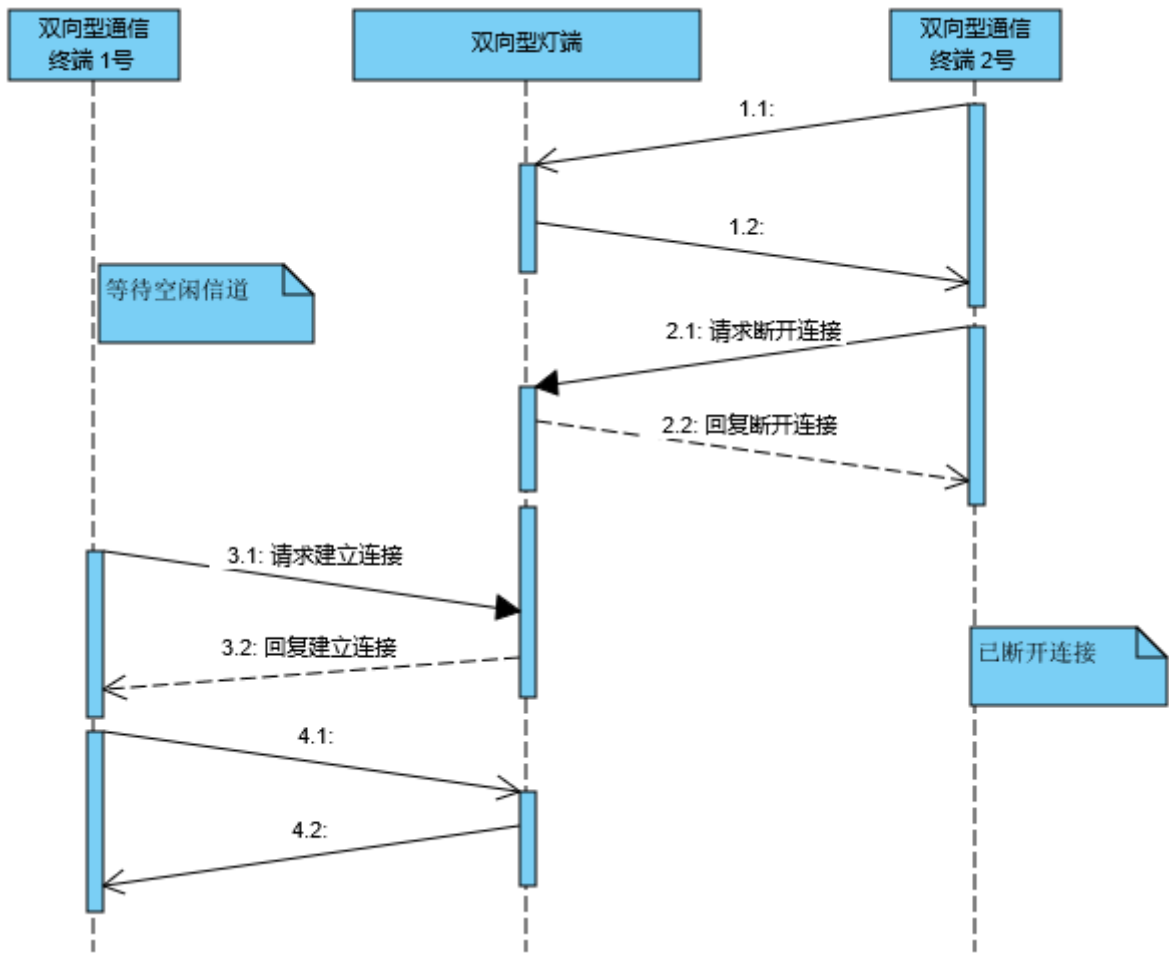 双向型通信
终端 1号
双向型灯端
双向型通信
终端 2号
1.1:
1.2:
等待空闲信道
2.1: 请求断开连接
2.2: 回复断开连接
3.1: 请求建立连接
3.2: 回复建立连接
已断开连接
4.1:
4.2: